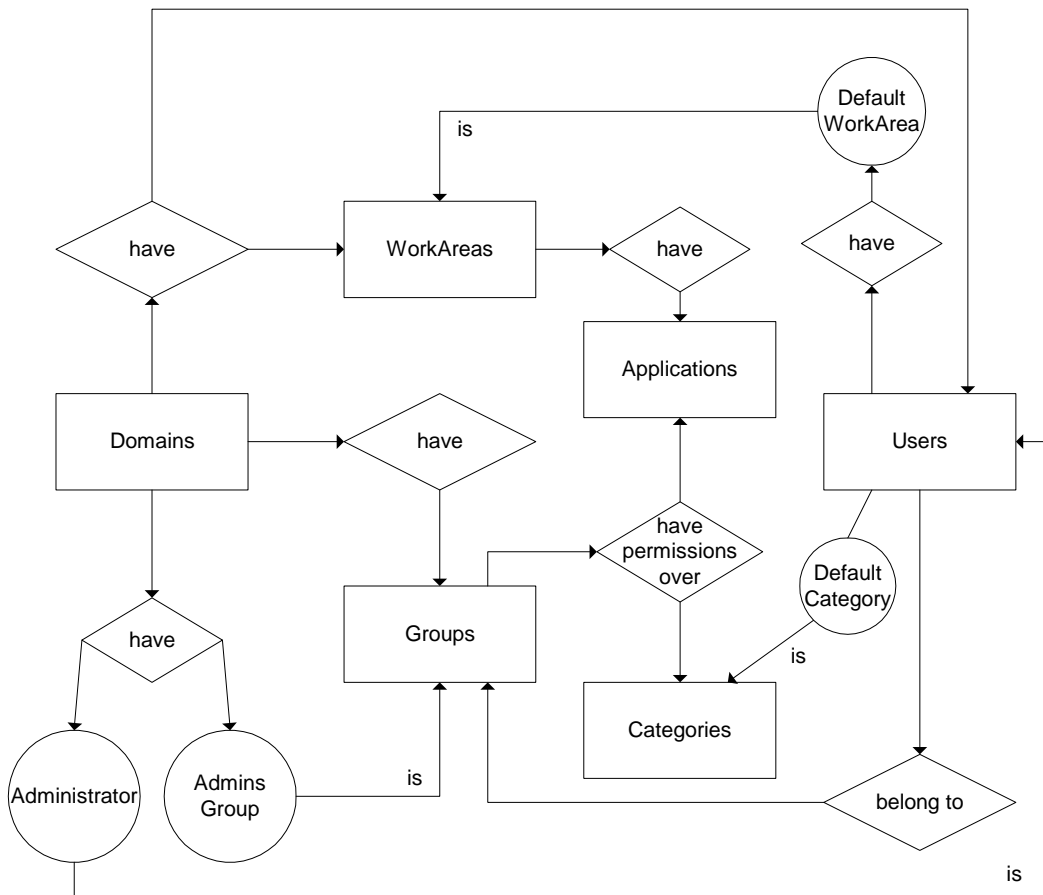 Default
WorkArea
is
have
WorkAreas
have
have
Applications
Domains
have
Users
have
permissions
over
Default
Category
have
Groups
is
Categories
Administrator
Admins
Group
is
belong to
is